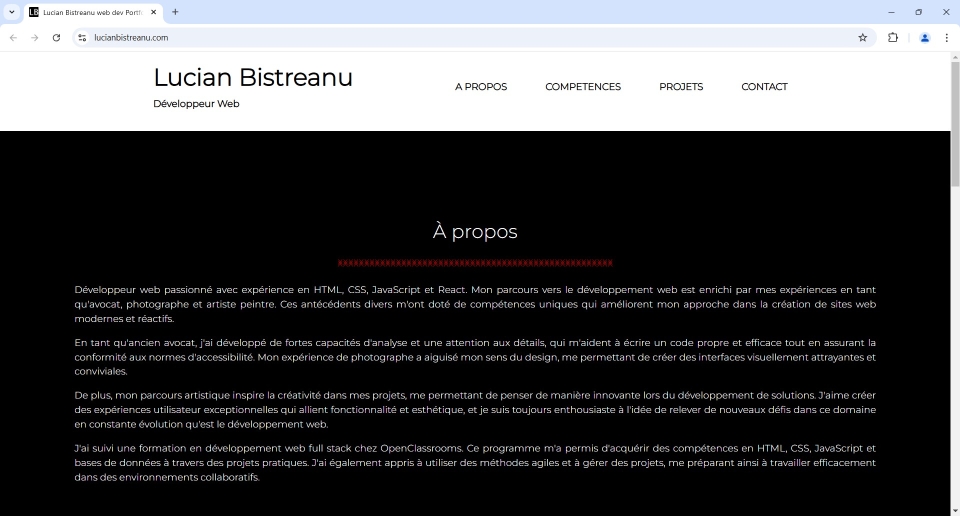 LB Lucian Bistreanu web dev Portf
lucianbistreanu.com
Lucian Bistreanu
Développeur Web
A PROPOS COMPETENCES PROJETS CONTACT
À propos
Développeur web passionné avec expérience en HTML, CSS, JavaScript et React. Mon parcours vers le développement web est enrichi par mes expériences en tant
qu'avocat, photographe et artiste peintre. Ces antécédents divers m'ont doté de compétences uniques qui améliorent mon approche dans la création de sites web
modernes et réactifs.
En tant qu'ancien avocat, j'ai développé de fortes capacités d'analyse et une attention aux détails, qui m'aident à écrire un code propre et efficace tout en assurant la
conformité aux normes d'accessibilité. Mon expérience de photographe a aiguisé mon sens du design, me permettant de créer des interfaces visuellement attrayantes et
conviviales.
De plus, mon parcours artistique inspire la créativité dans mes projets, me permettant de penser de manière innovante lors du développement de solutions. J'aime créer
des expériences utilisateur exceptionnelles qui allient fonctionnalité et esthétique, et je suis toujours enthousiaste à l'idée de relever de nouveaux défis dans ce domaine
en constante évolution qu'est le développement web.
J'ai suivi une formation en développement web full stack chez OpenClassrooms. Ce programme m'a permis d'acquérir des compétences en HTML, CSS, JavaScript et
bases de données à travers des projets pratiques. J'ai également appris à utiliser des méthodes agiles et à gérer des projets, me préparant ainsi à travailler efficacement
dans des environnements collaboratifs.